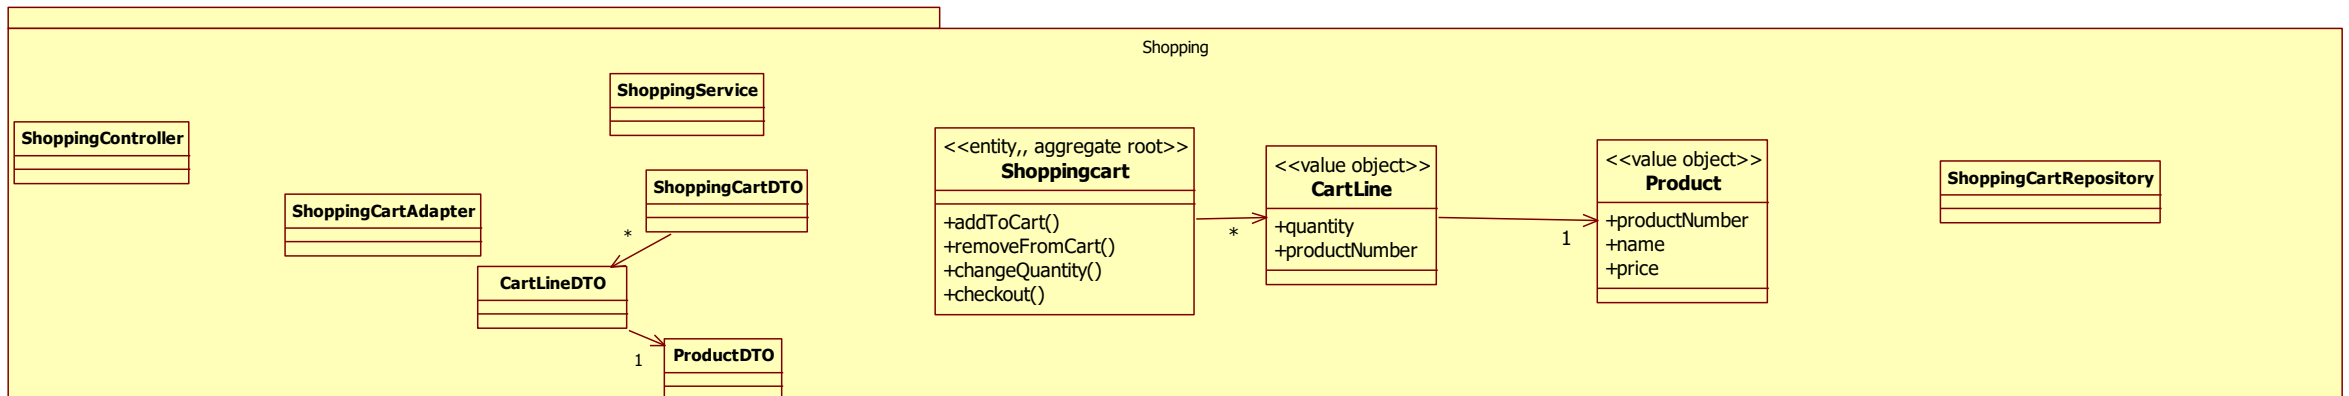 Shopping
ShoppingService
ShoppingController
ShoppingCartAdapter
ShoppingCartDTO
*
CartLineDTO
1
ProductDTO
<<entity,, aggregate root>>
Shoppingcart
+addToCart()
+removeFromCart()
+changeQuantity()
+checkout()
*
<<value object>>
CartLine
+quantity
+productNumber
1
<<value object>>
Product
+productNumber
+name
+price
ShoppingCartRepository